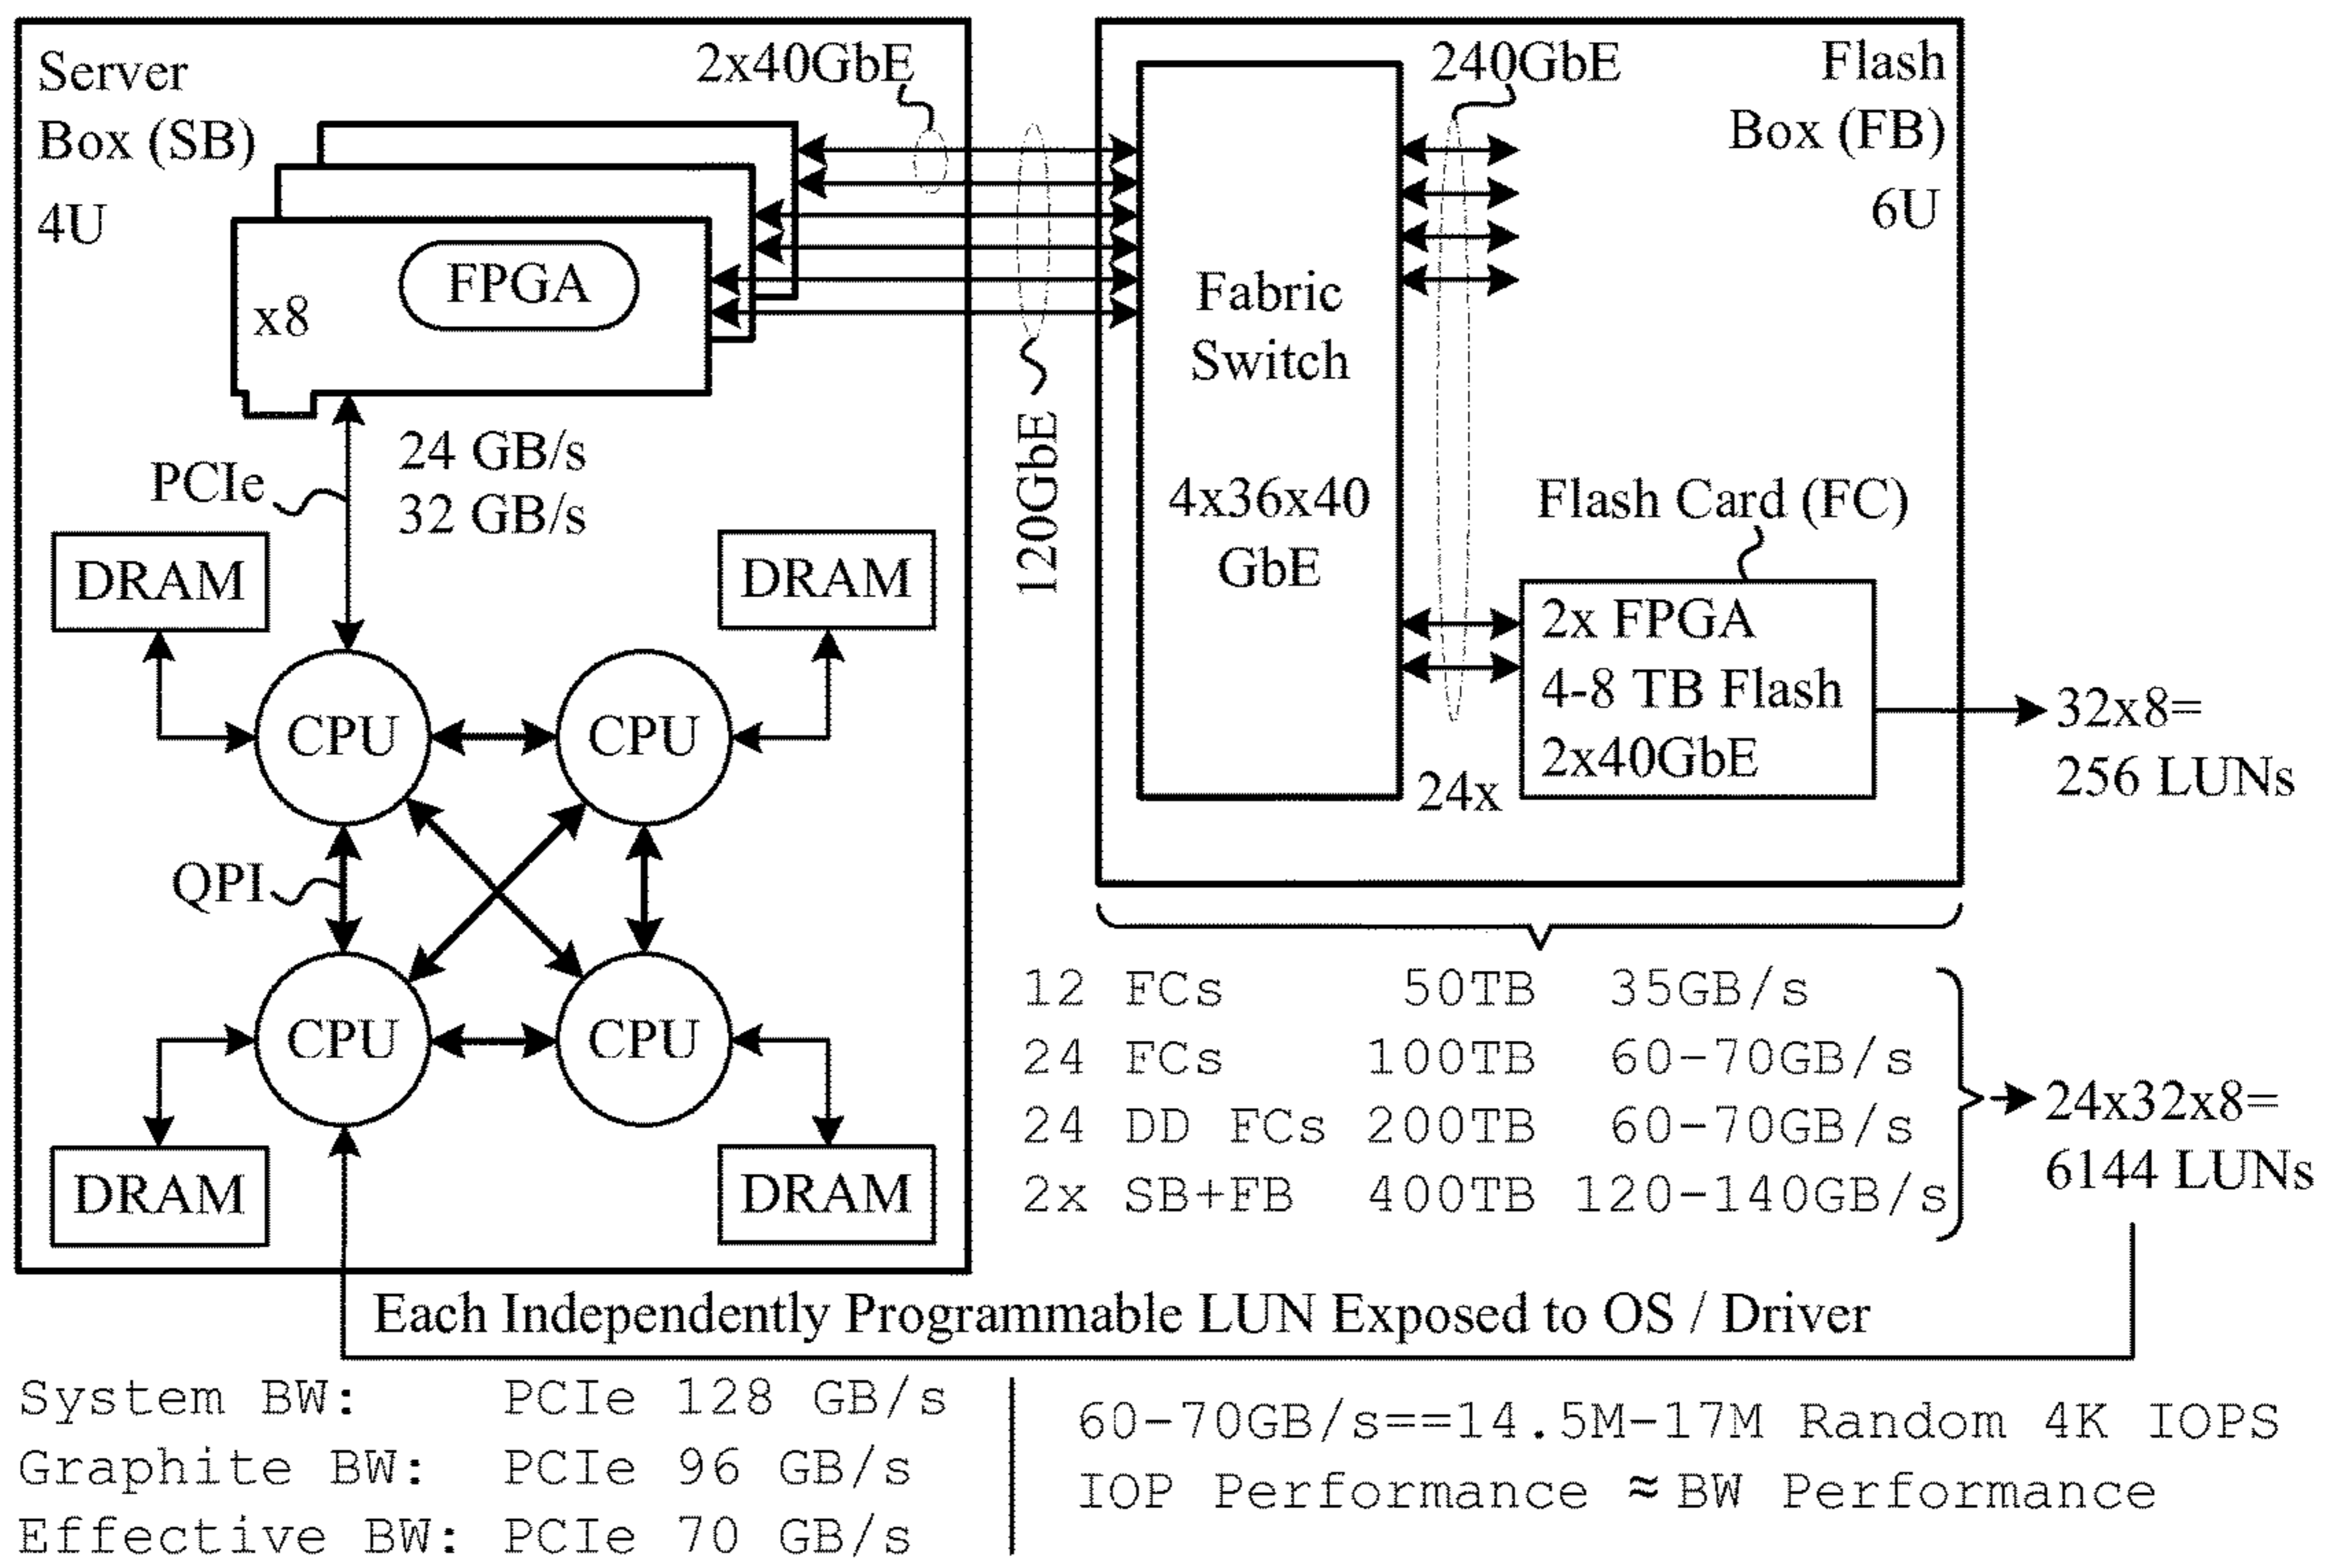 Server
Box (SB)
4U
2x40GbE
FPGA
x8
PCIe
24 GB/s
32 GB/s
DRAM
DRAM
CPU
CPU
QPI
CPU
CPU
DRAM
DRAM
120GbE
240GbE
Flash
Box (FB)
6U
Fabric
Switch
4x36x40
GbE
Flash Card (FC)
2x FPGA
4-8 TB Flash
2x40GbE
24x
32x8=
256 LUNs
12 FCs 50TB 35GB/s
24 FCs 100TB 60-70GB/s
24 DD FCs 200TB 60-70GB/s
2x SB+FB 400TB 120-140GB/s
24x32x8=
6144 LUNs
Each Independently Programmable LUN Exposed to OS / Driver
System BW: PCIe 128 GB/s
Graphite BW: PCIe 96 GB/s
Effective BW: PCIe 70 GB/s
60-70GB/s==14.5M-17M Random 4K IOPS
IOP Performance ≈ BW Performance